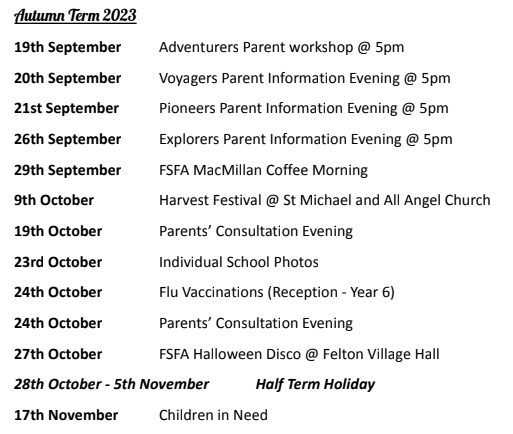 Autumn Term 2023
19th September Adventurers Parent workshop @ 5pm
20th September Voyagers Parent Information Evening @ 5pm
21st September Pioneers Parent Information Evening @ 5pm
26th September Explorers Parent Information Evening @ 5pm
29th September FSFA MacMillan Coffee Morning
9th October Harvest Festival @ St Michael and All Angel Church
19th October Parents’ Consultation Evening
23rd October Individual School Photos
24th October Flu Vaccinations (Reception - Year 6)
24th October Parents’ Consultation Evening
27th October FSFA Halloween Disco @ Felton Village Hall
28th October - 5th November Half Term Holiday
17th November Children in Need